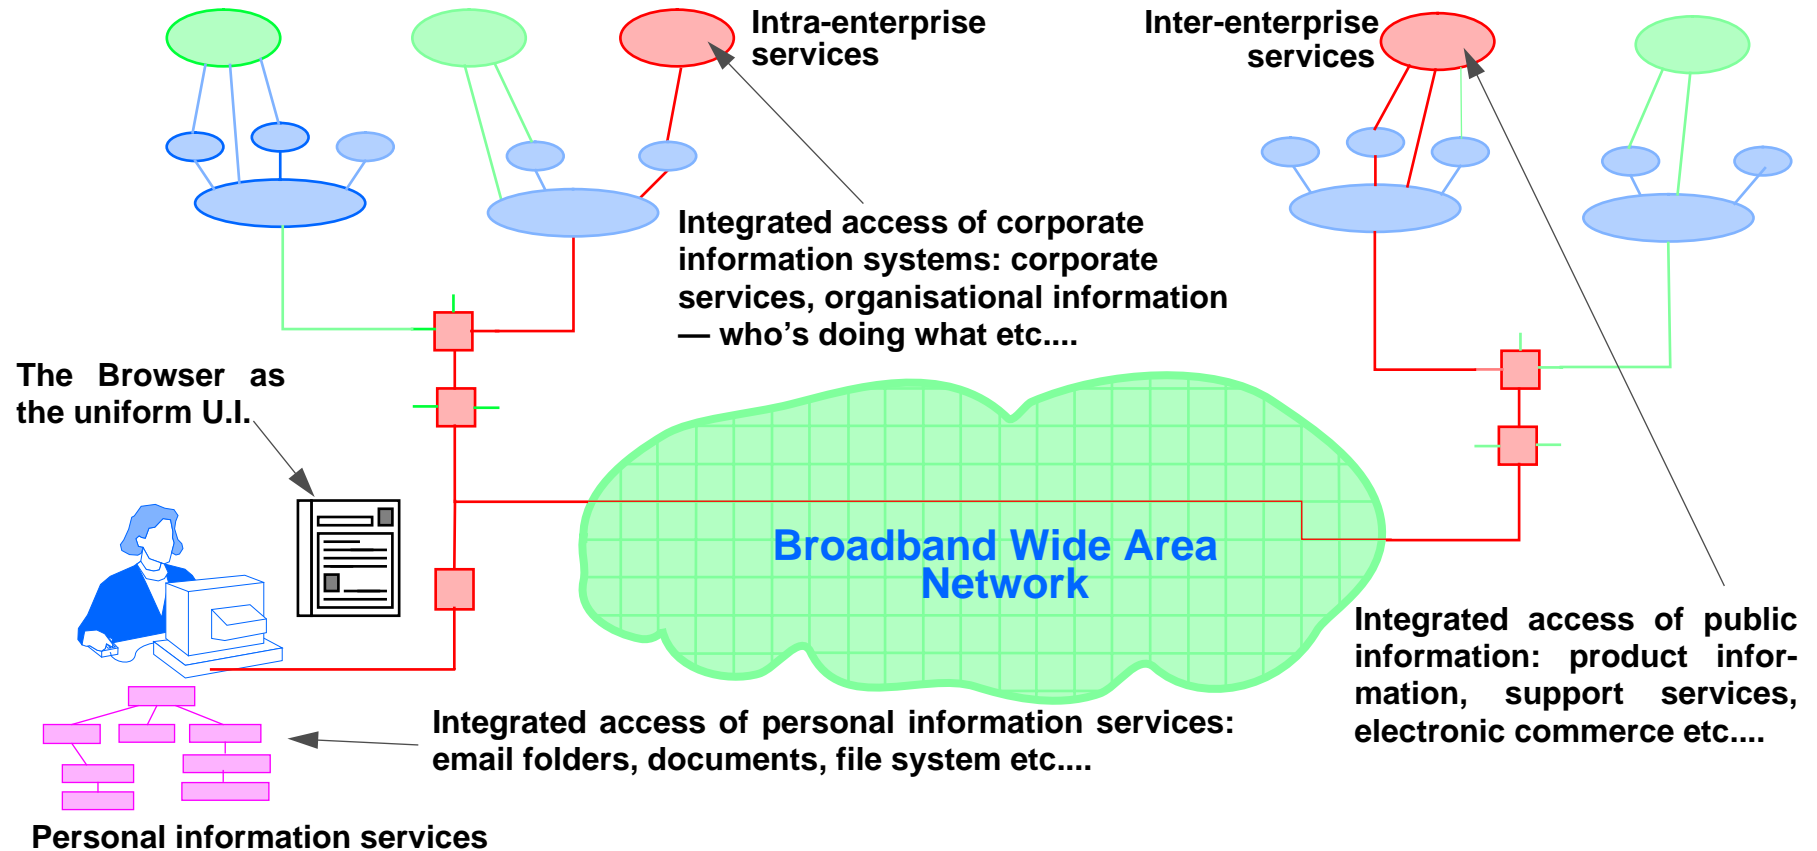 Intra-enterprise
services
Inter-enterprise
services
Integrated access of corporate
information systems: corporate
services, organisational information
— who’s doing what etc....
The Browser as
the uniform U.I.
Broadband Wide Area
Network
Integrated access of public
information: product infor-
mation, support services,
electronic commerce etc....
Integrated access of personal information services:
email folders, documents, file system etc....
Personal information services